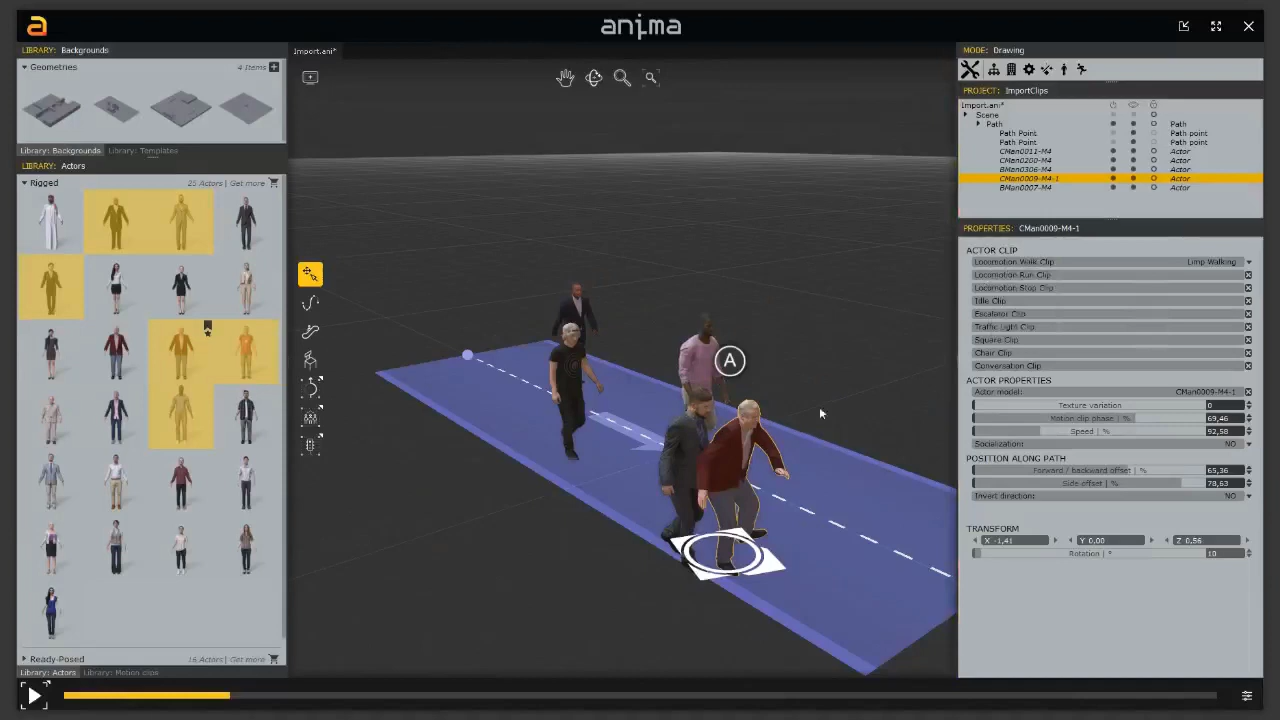 a
anima
LIBRARY: Backgrounds
Geometries
4 Items
Library: Backgrounds
Library: Templates
LIBRARY: Actors
Rigged
25 Actors | Get more
Ready-Posed
16 Actors | Get more
Library: Actors
Library: Motion clips
Import.ani*
A
MODE: Drawing
PROJECT: ImportClips
Import.ani*
Scene
Path Path
Path Point Path point
Path Point Path point
CMan0011-M4 Actor
CMan0200-M4 Actor
BMan0306-M4 Actor
CMan0009-M4-1 Actor
BMan0007-M4 Actor
PROPERTIES: CMan0009-M4-1
ACTOR CLIP
Locomotion Walk Clip Limp Walking
Locomotion Run Clip
Locomotion Stop Clip
Idle Clip
Escalator Clip
Traffic Light Clip
Square Clip
Chair Clip
Conversation Clip
ACTOR PROPERTIES
Actor model: CMan0009-M4-1
Texture variation 0
Motion clip phase | % 69,46
Speed | % 92,58
Socialization: NO
POSITION ALONG PATH
Forward / backward offset | % 65,36
Side offset | % 78,63
Invert direction: NO
TRANSFORM
X -1,41 Y 0,00 Z 0,56
Rotation | ° 10